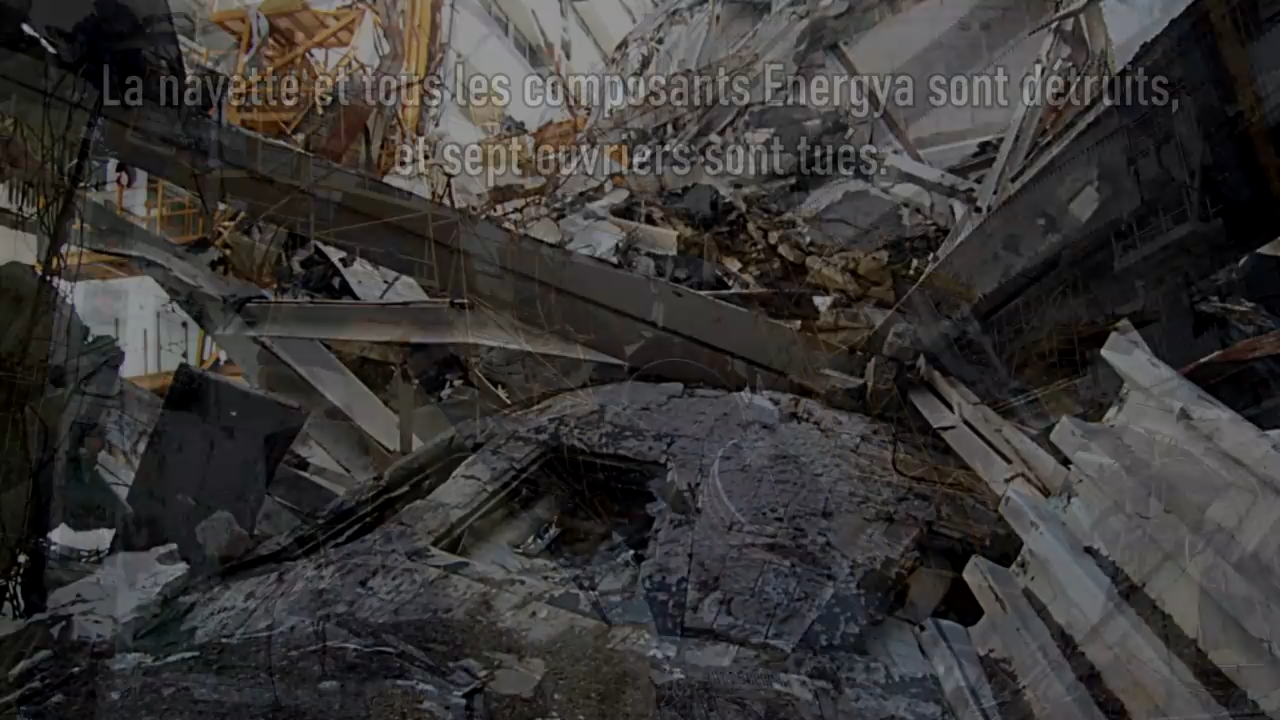 La navette et tous les composants Energya sont détruits,
et sept ouvriers sont tués.